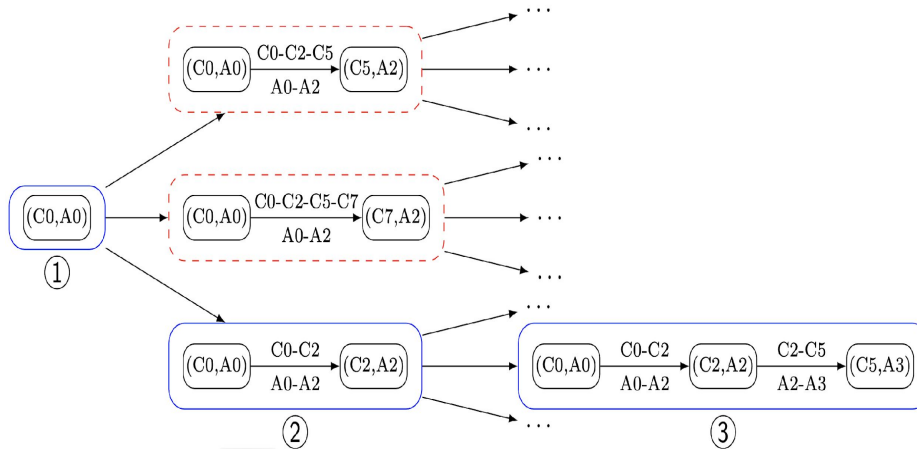 ...
C0-C2-C5
(C0,A0) (C5,A2) ...
A0-A2
...
...
C0-C2-C5-C7
(C0,A0) (C0,A0) (C7,A2) ...
A0-A2
① ...
...
C0-C2 C0-C2 C2-C5
(C0,A0) (C2,A2) (C0,A0) (C2,A2) (C5,A3)
A0-A2 A0-A2 A2-A3
...
② ③